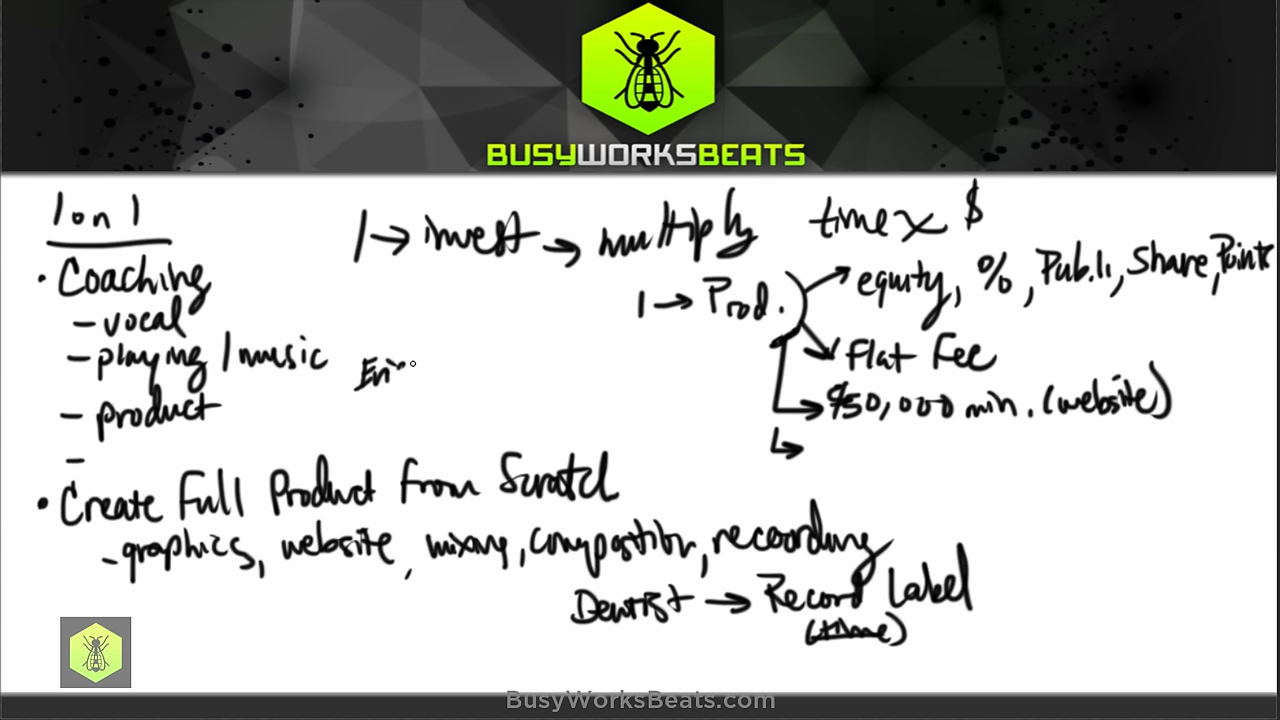 BUSYWORKSBEATS
1 on 1
1 → invest → multiply
time x $
• Coaching
- vocal
- playing / music
- product
-
1 → Prod.
equity, %, Publi, Share, Points
Flat Fee
$50,000 min. (website)
• Create Full Product From Scratch
- graphics, website, mixing, composition, recording
Dentist → Record Label
(time)
BusyWorksBeats.com